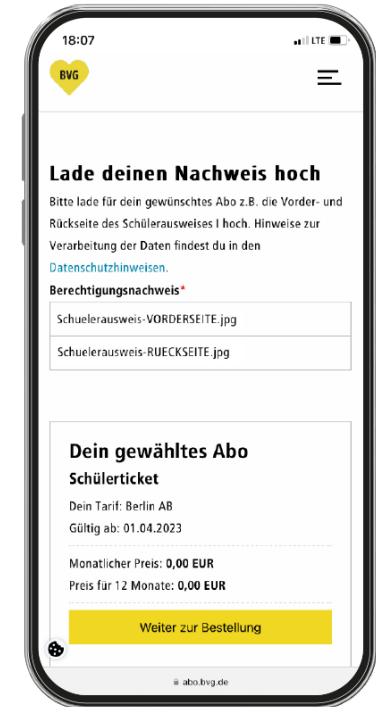 18:07
LTE
BVG
Lade deinen Nachweis hoch
Bitte lade für dein gewünschtes Abo z.B. die Vorder- und
Rückseite des Schülerausweises I hoch. Hinweise zur
Verarbeitung der Daten findest du in den
Datenschutzhinweisen.
Berechtigungsnachweis*
Schuelerausweis-VORDERSEITE.jpg
Schuelerausweis-RUECKSEITE.jpg
Dein gewähltes Abo
Schülerticket
Dein Tarif: Berlin AB
Gültig ab: 01.04.2023
Monatlicher Preis: 0,00 EUR
Preis für 12 Monate: 0,00 EUR
Weiter zur Bestellung
abo.bvg.de